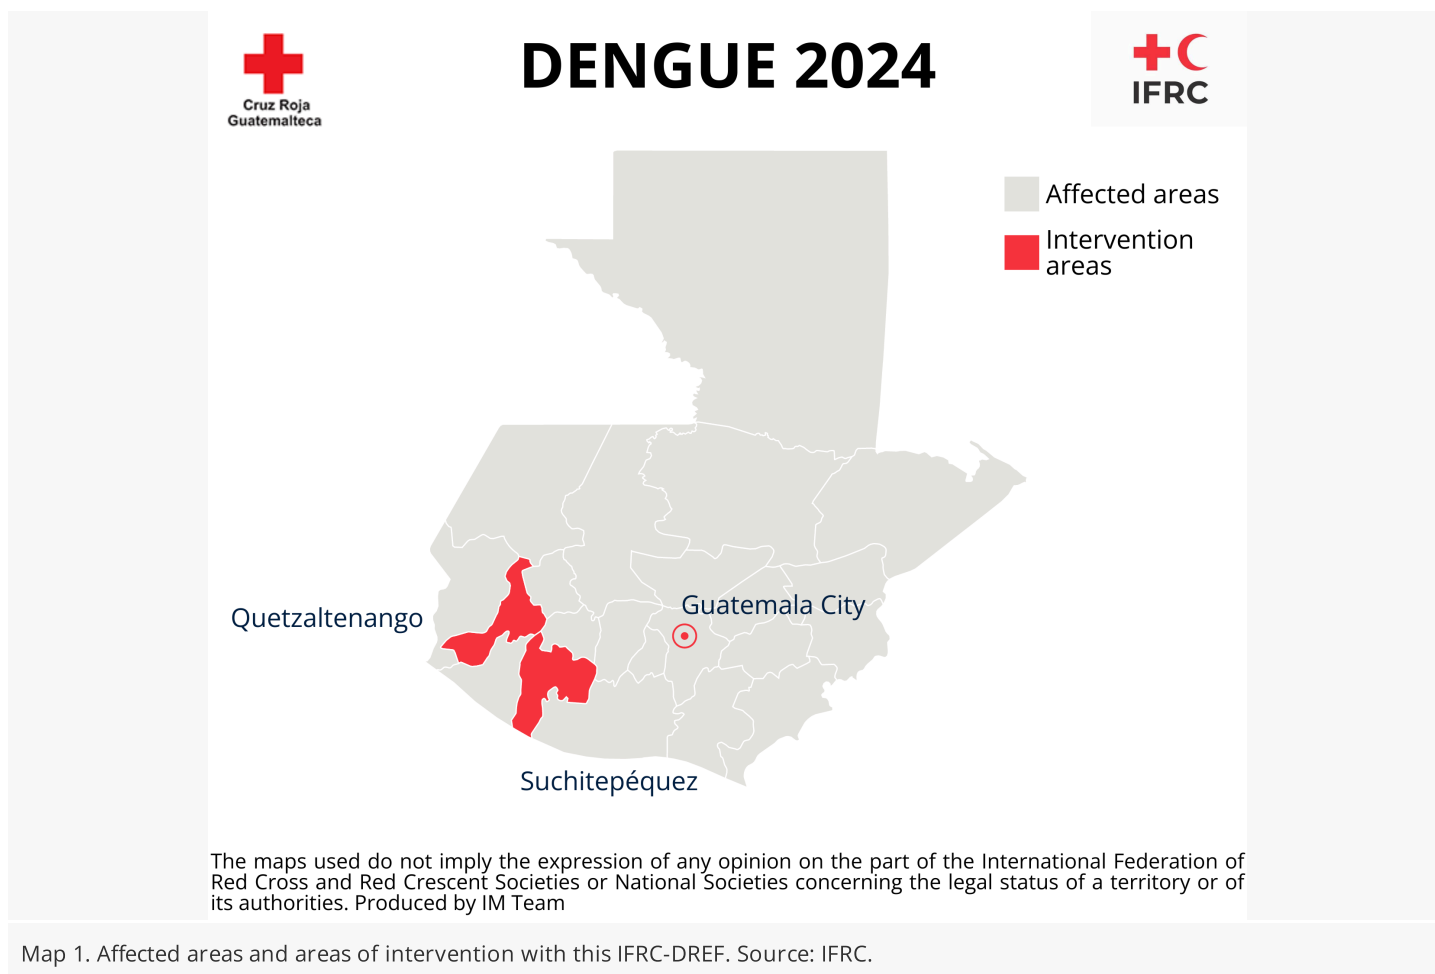 DENGUE 2024
Cruz Roja
Guatemalteca
IFRC
Affected areas
Intervention
areas
Guatemala City
Quetzaltenango
Suchitepéquez
The maps used do not imply the expression of any opinion on the part of the International Federation of
Red Cross and Red Crescent Societies or National Societies concerning the legal status of a territory or of
its authorities. Produced by IM Team
Map 1. Affected areas and areas of intervention with this IFRC-DREF. Source: IFRC.